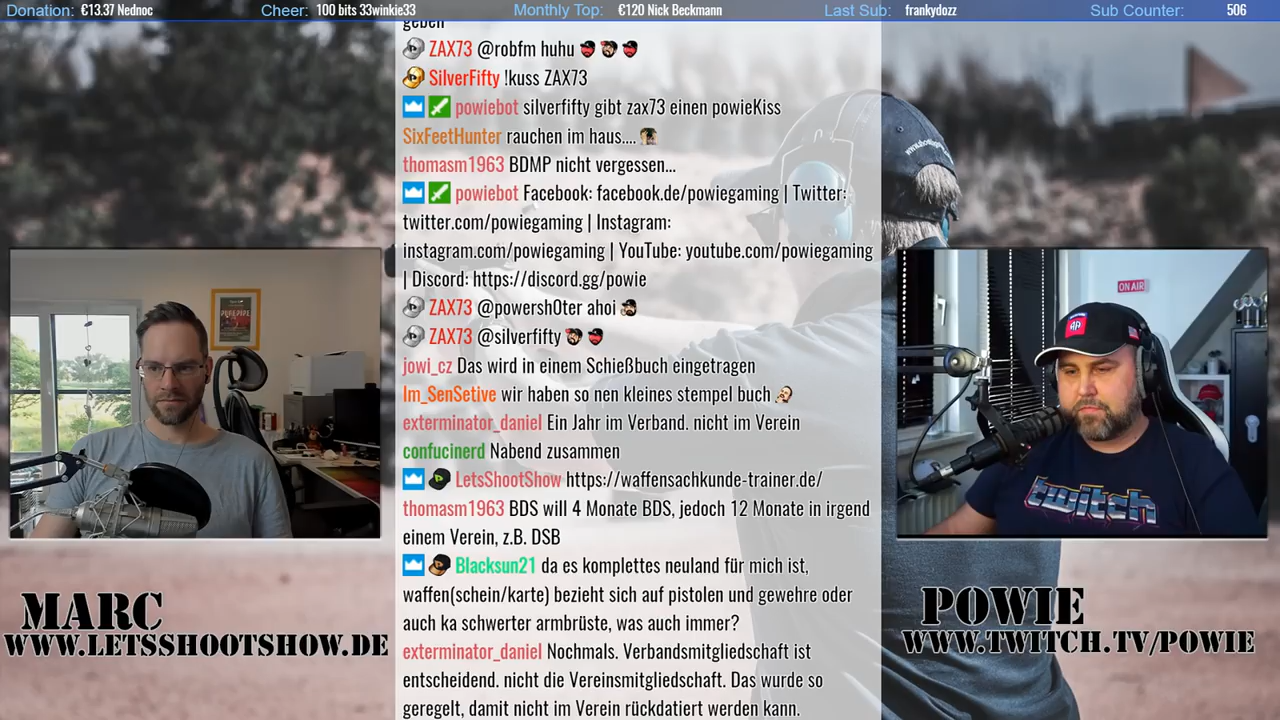 Donation: €13.37 Nednoc Cheer: 100 bits 33winkie33 Monthly Top: €120 Nick Beckmann Last Sub: frankydozz Sub Counter: 506
geben
ZAX73 @robfm huhu
SilverFifty !kuss ZAX73
powiebot silverfifty gibt zax73 einen powieKiss
SixFeetHunter rauchen im haus....
thomasm1963 BDMP nicht vergessen...
powiebot Facebook: facebook.de/powiegaming | Twitter:
twitter.com/powiegaming | Instagram:
instagram.com/powiegaming | YouTube: youtube.com/powiegaming
| Discord: https://discord.gg/powie
ZAX73 @powersh0ter ahoi
ZAX73 @silverfifty
jowi_cz Das wird in einem Schießbuch eingetragen
Im_SenSetive wir haben so nen kleines stempel buch
exterminator_daniel Ein Jahr im Verband. nicht im Verein
confucinerd Nabend zusammen
LetsShootShow https://waffensachkunde-trainer.de/
thomasm1963 BDS will 4 Monate BDS, jedoch 12 Monate in irgend
einem Verein, z.B. DSB
Blacksun21 da es komplettes neuland für mich ist,
waffen(schein/karte) bezieht sich auf pistolen und gewehre oder
auch ka schwerter armbrüste, was auch immer?
exterminator_daniel Nochmals. Verbandsmitgliedschaft ist
entscheidend. nicht die Vereinsmitgliedschaft. Das wurde so
geregelt, damit nicht im Verein rückdatiert werden kann.
MARC
WWW.LETSSHOOTSHOW.DE
ON AIR
twitch
POWIE
WWW.TWITCH.TV/POWIE